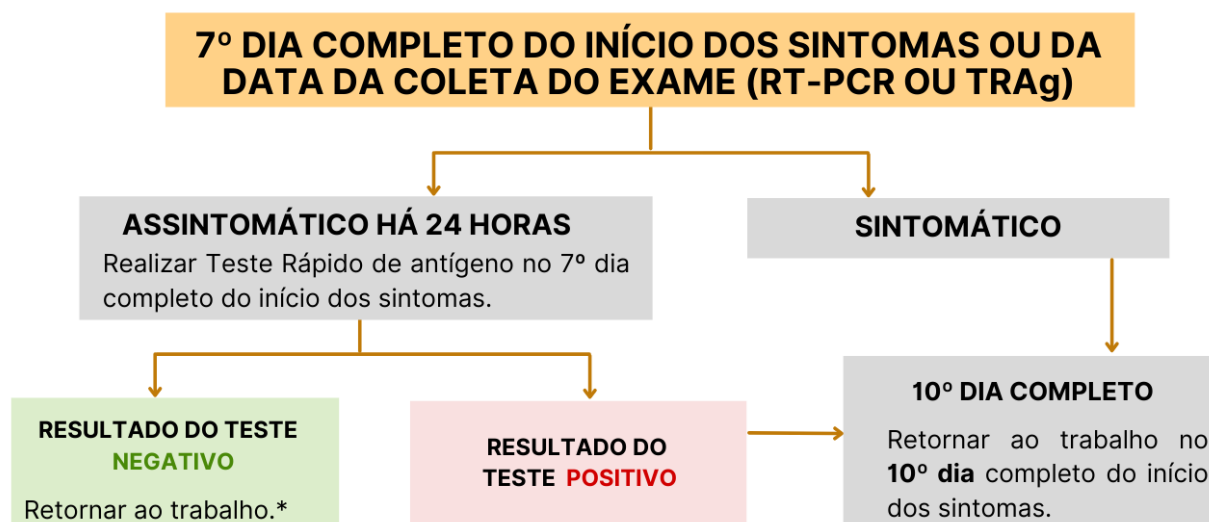 7º DIA COMPLETO DO INÍCIO DOS SINTOMAS OU DA
DATA DA COLETA DO EXAME (RT-PCR OU TRAg)
ASSINTOMÁTICO HÁ 24 HORAS
Realizar Teste Rápido de antígeno no 7º dia
completo do início dos sintomas.
SINTOMÁTICO
RESULTADO DO TESTE
NEGATIVO
Retornar ao trabalho.*
RESULTADO DO
TESTE POSITIVO
10º DIA COMPLETO
Retornar ao trabalho no
10º dia completo do início
dos sintomas.